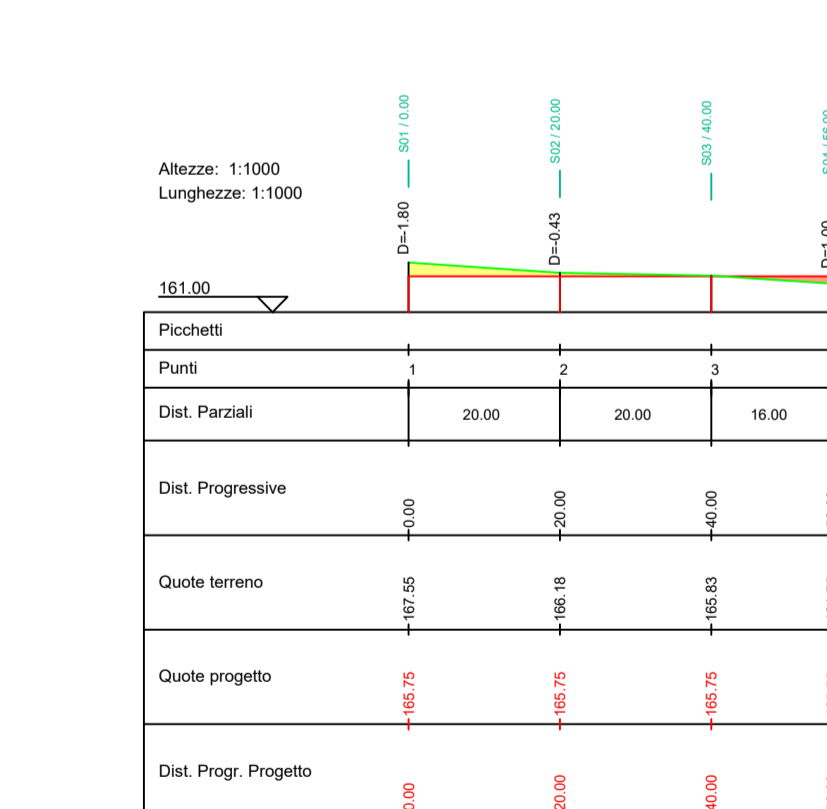 S01 / 0.00
S02 / 20.00
S03 / 40.00
Altezze: 1:1000
Lunghezze: 1:1000
D=-1.80
D=-0.43
161.00
Picchetti
Punti 1 2 3
Dist. Parziali 20.00 20.00 16.00
Dist. Progressive 0.00 20.00 40.00
Quote terreno 167.55 166.18 165.83
Quote progetto 165.75 165.75 165.75
Dist. Progr. Progetto 0.00 20.00 40.00